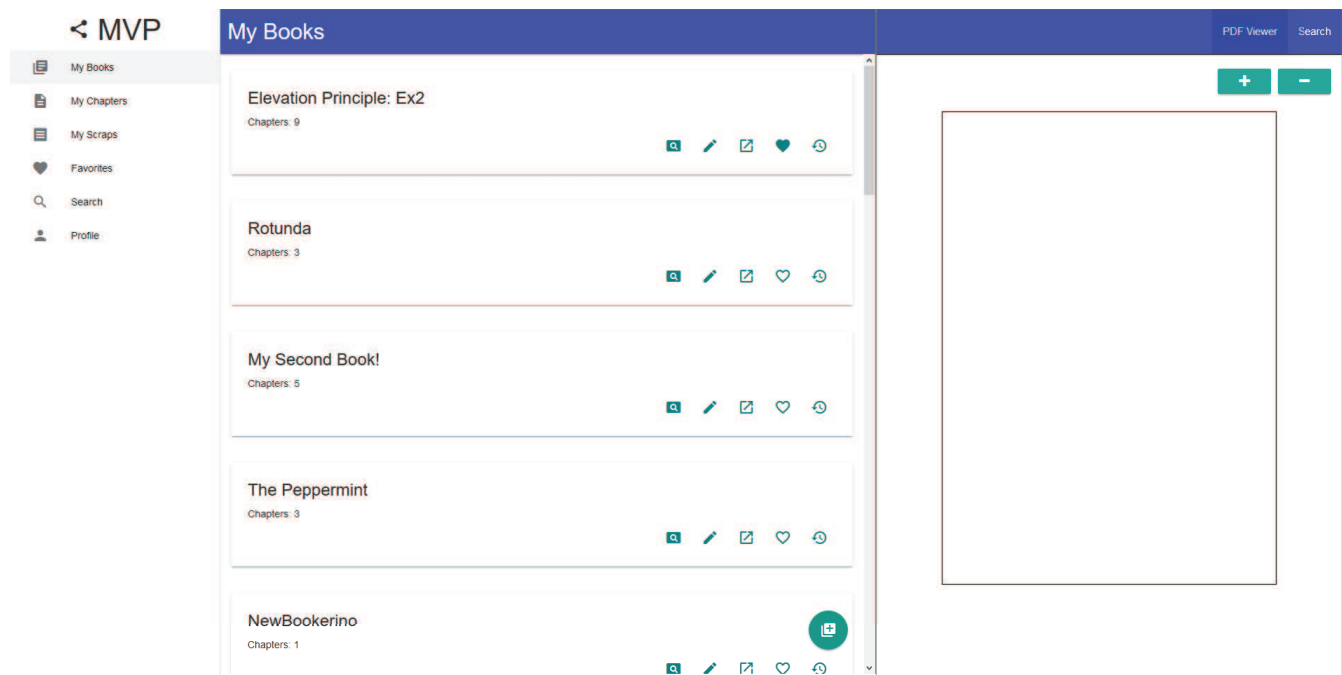 MVP
My Books
My Chapters
My Scraps
Favorites
Search
Profile
My Books
PDF Viewer Search
Elevation Principle: Ex2
Chapters: 9
Rotunda
Chapters: 3
My Second Book!
Chapters: 5
The Peppermint
Chapters: 3
NewBookerino
Chapters: 1
+ −